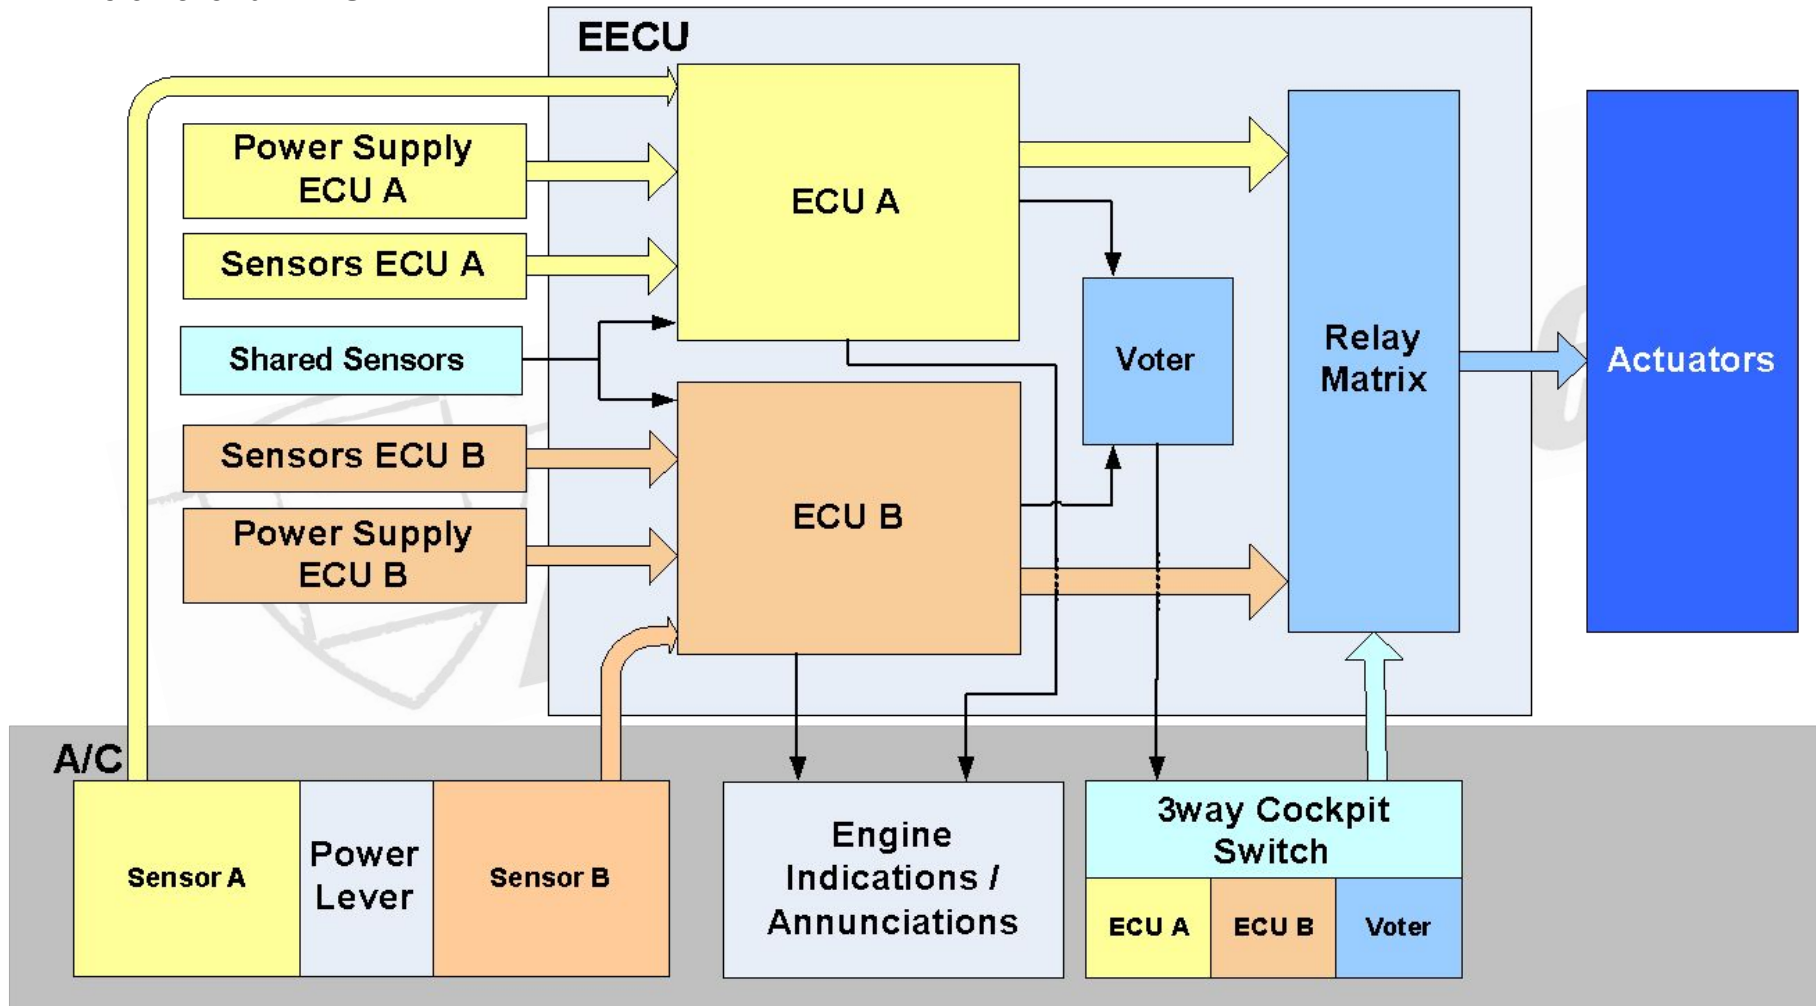 EECU
Power Supply
ECU A
ECU A
Sensors ECU A
Shared Sensors
Sensors ECU B
Power Supply
ECU B
ECU B
Voter
Relay
Matrix
Actuators
A/C
Sensor A
Power
Lever
Sensor B
Engine
Indications /
Annunciations
3way Cockpit
Switch
ECU A
ECU B
Voter